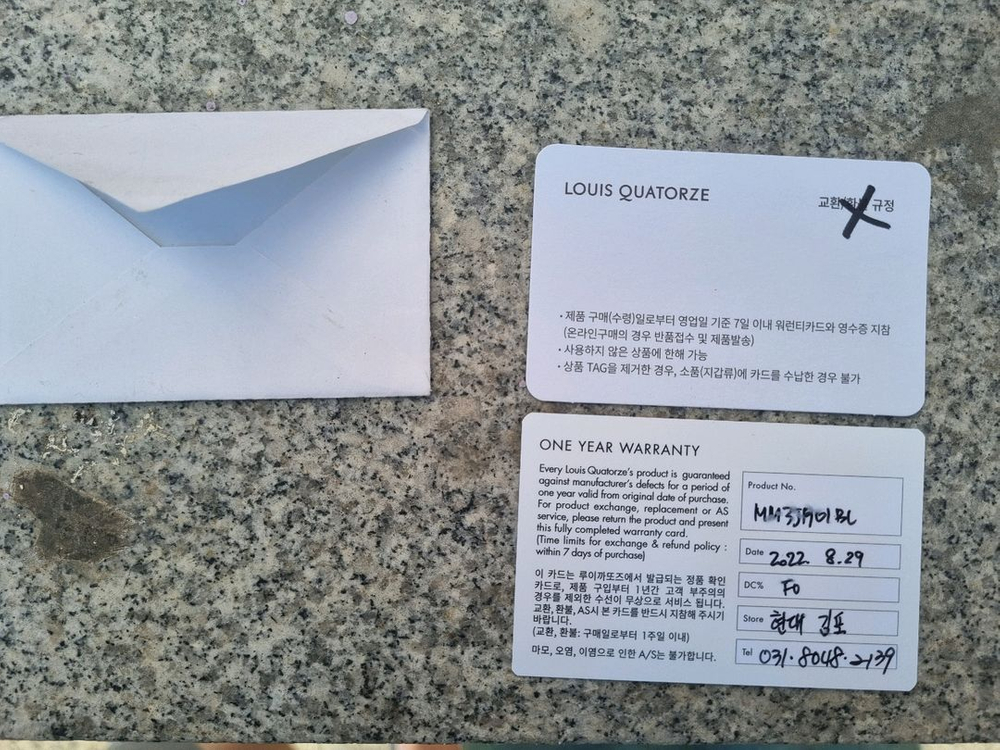 LOUIS QUATORZE
교환/환불 규정
· 제품 구매(수령)일로부터 영업일 기준 7일 이내 워런티카드와 영수증 지참
(온라인구매의 경우 반품접수 및 제품발송)
· 사용하지 않은 상품에 한해 가능
· 상품 TAG을 제거한 경우, 소품(지갑류)에 카드를 수납한 경우 불가
ONE YEAR WARRANTY
Every Louis Quatorze's product is guaranteed
against manufacturer's defects for a period of
one year valid from original date of purchase.
For product exchange, replacement or AS
service, please return the product and present
this fully completed warranty card.
(Time limits for exchange & refund policy :
within 7 days of purchase)
이 카드는 루이까또즈에서 발급되는 정품 확인
카드로, 제품 구입부터 1년간 고객 부주의의
경우를 제외한 수선이 무상으로 서비스 됩니다.
교환, 환불, AS시 본 카드를 반드시 지참해 주시기
바랍니다.
(교환, 환불: 구매일로부터 1주일 이내)
마모, 오염, 이염으로 인한 A/S는 불가합니다.
Product No.
Date 2022. 8.29
DC% F0
Store 현대 김포
Tel 031·8048·2139